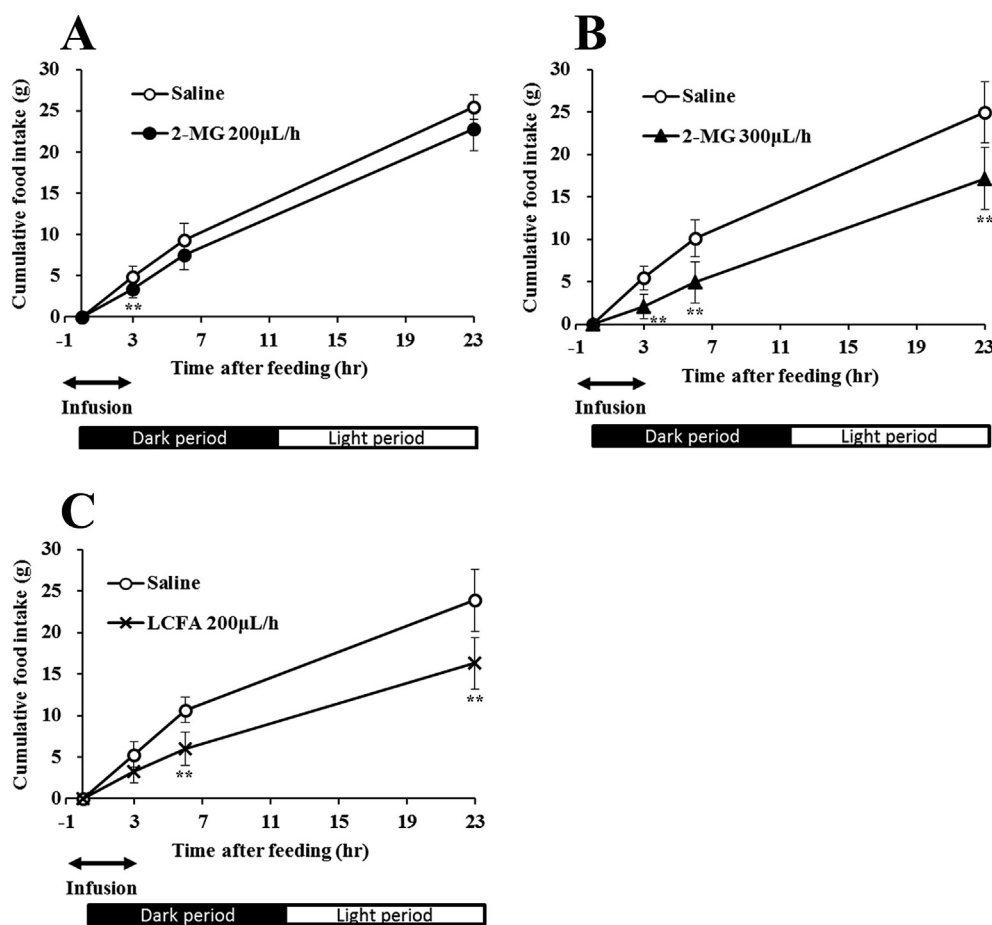 A
30
25
20
15
10
5
0
Cumulative food intake (g)
Saline
2-MG 200μL/h
**
-1 3 7 11 15 19 23
Time after feeding (hr)
Infusion
Dark period Light period
B
30
25
20
15
10
5
0
Cumulative food intake (g)
Saline
2-MG 300μL/h
**
**
**
-1 3 7 11 15 19 23
Time after feeding (hr)
Infusion
Dark period Light period
C
30
25
20
15
10
5
0
Cumulative food intake (g)
Saline
LCFA 200μL/h
**
**
-1 3 7 11 15 19 23
Time after feeding (hr)
Infusion
Dark period Light period